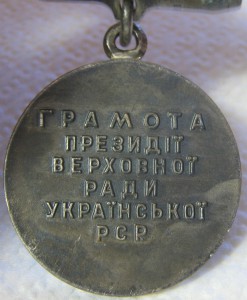 ГРАМОТА
ПРЕЗИДІЇ
ВЕРХОВНОЇ
РАДИ
УКРАЇНСЬКОЇ
РСР